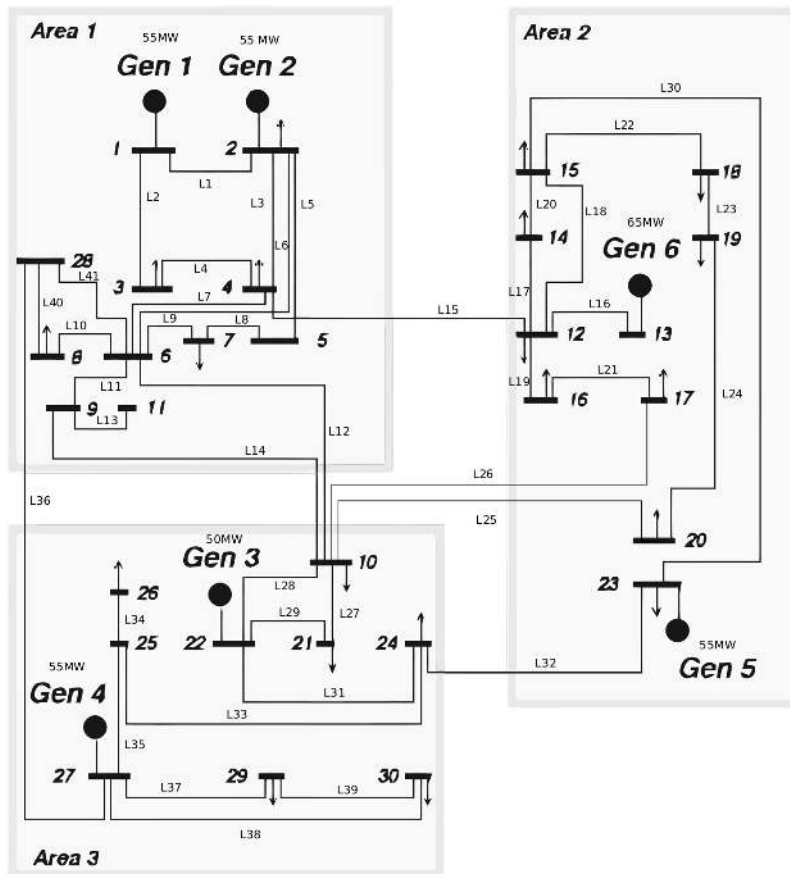 Area 1
55MW
Gen 1
55 MW
Gen 2
1
2
L1
L2
L3
L5
L6
L4
3
4
L7
28
L41
L40
L10
8
6
L9
7
L8
5
L11
9
11
L13
L12
L14
L15
L36
Area 2
L30
L22
15
18
L20
L18
L23
14
19
65MW
Gen 6
L17
L16
12
13
L19
L21
16
17
L24
L26
L25
20
23
55MW
Gen 5
L32
50MW
Gen 3
10
L28
L27
26
L34
L29
25
22
21
24
L31
L33
55MW
Gen 4
L35
27
29
30
L37
L39
L38
Area 3